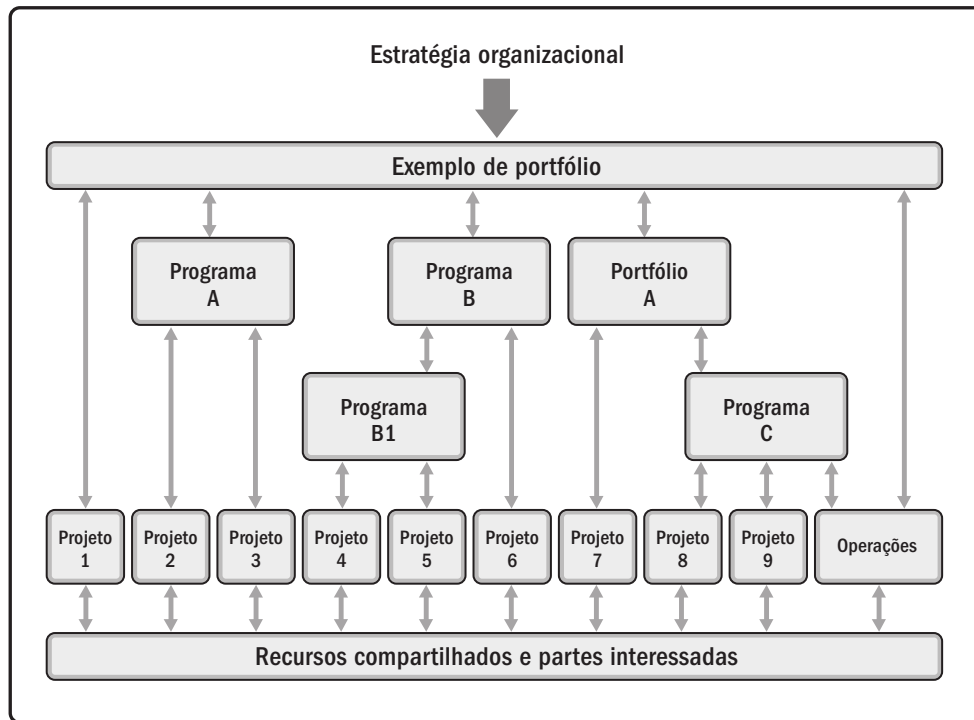 Estratégia organizacional
Exemplo de portfólio
Programa
A
Programa
B
Portfólio
A
Programa
B1
Programa
C
Projeto
1
Projeto
2
Projeto
3
Projeto
4
Projeto
5
Projeto
6
Projeto
7
Projeto
8
Projeto
9
Operações
Recursos compartilhados e partes interessadas